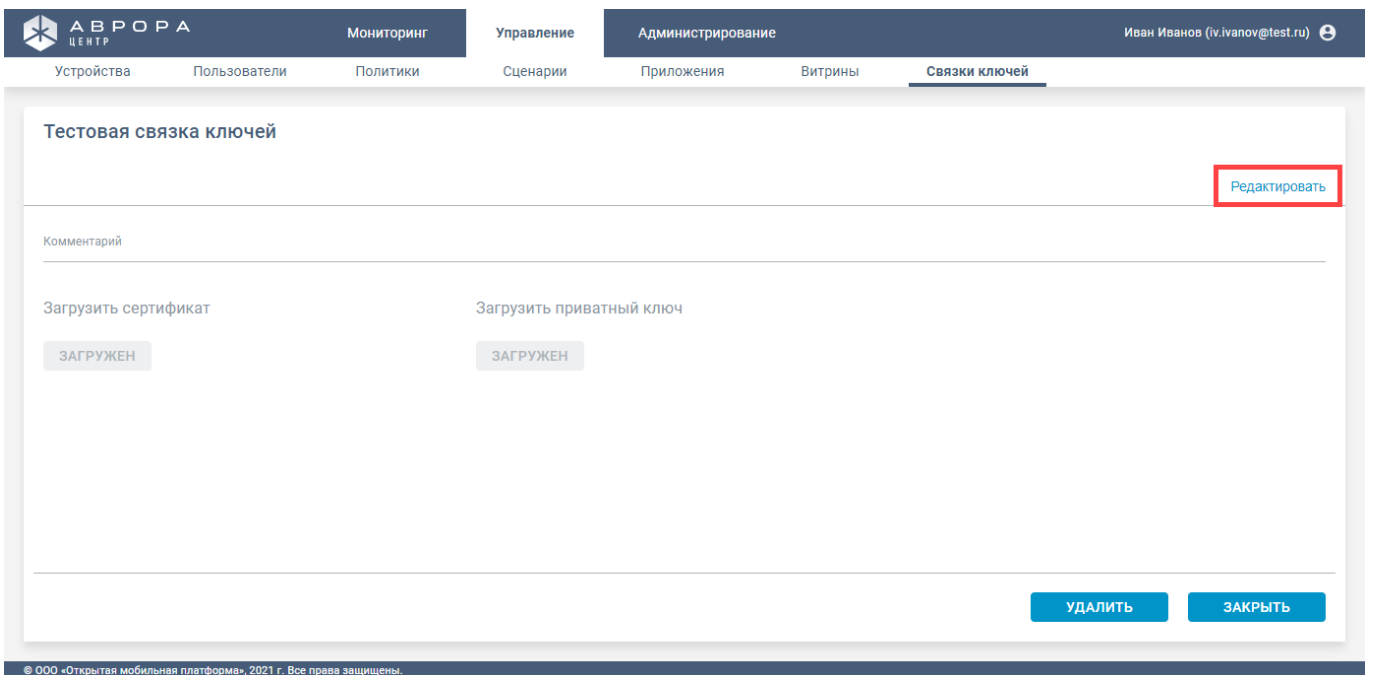 АВРОРА
ЦЕНТР
Мониторинг Управление Администрирование Иван Иванов (iv.ivanov@test.ru)
Устройства Пользователи Политики Сценарии Приложения Витрины Связки ключей
Тестовая связка ключей
Редактировать
Комментарий
Загрузить сертификат Загрузить приватный ключ
ЗАГРУЖЕН ЗАГРУЖЕН
УДАЛИТЬ ЗАКРЫТЬ
© ООО «Открытая мобильная платформа», 2021 г. Все права защищены.